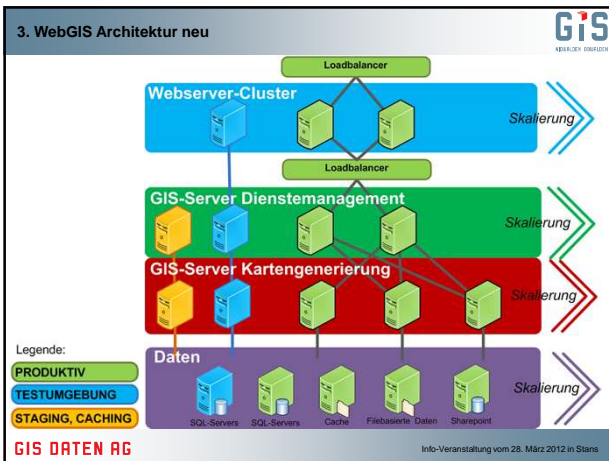 3. WebGIS Architektur neu
GiS
NIDWALDEN OBWALDEN
Loadbalancer
Webserver-Cluster
Skalierung
Loadbalancer
GIS-Server Dienstemanagement
Skalierung
GIS-Server Kartengenerierung
Skalierung
Legende:
PRODUKTIV
TESTUMGEBUNG
STAGING, CACHING
Daten
Skalierung
SQL-Servers
SQL-Servers
Cache
Filebasierte Daten
Sharepoint
GIS DATEN AG
Info-Veranstaltung vom 28. März 2012 in Stans